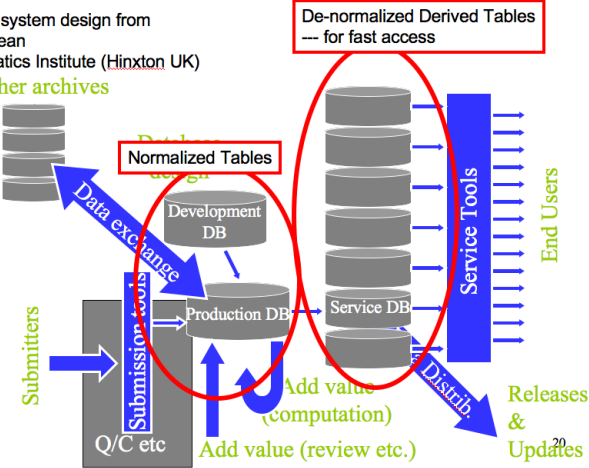 system design from
ean
atics Institute (Hinxton UK)
her archives
De-normalized Derived Tables
--- for fast access
Database
design
Normalized Tables
Data exchange
Development
DB
Production DB
Service DB
Service Tools
End Users
Submitters
Submission tools
Q/C etc
Add value
(computation)
Add value (review etc.)
Distrib.
Releases
&
Updates
20